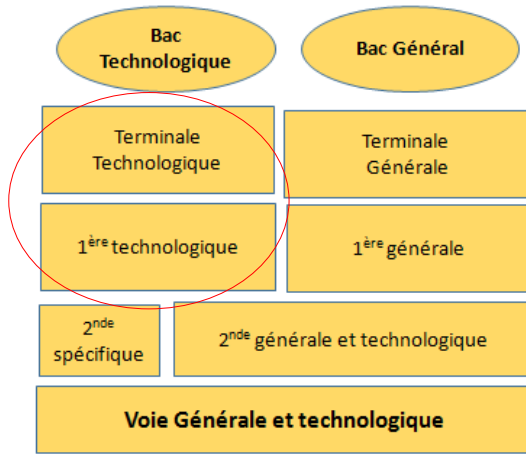 Bac
Technologique
Bac Général
Terminale
Technologique
Terminale
Générale
1ère technologique
1ère générale
2nde
spécifique
2nde générale et technologique
Voie Générale et technologique